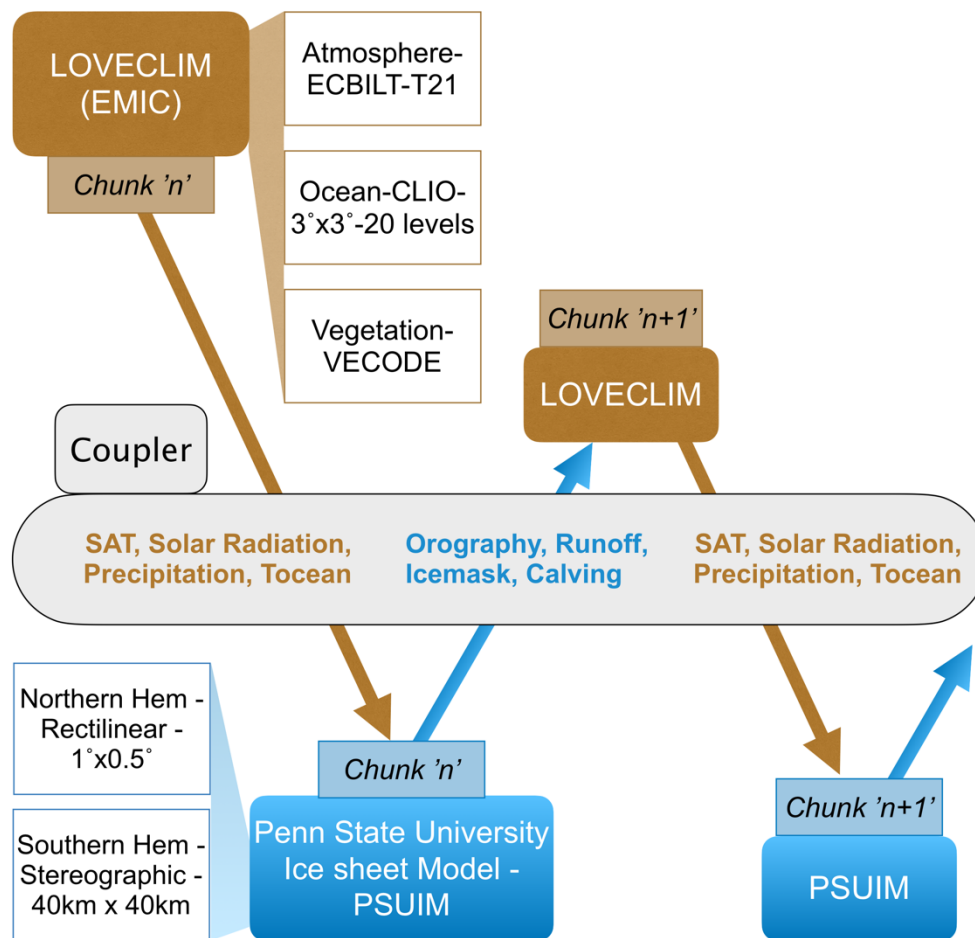 LOVECLIM
(EMIC)
Chunk 'n'
Atmosphere-
ECBILT-T21
Ocean-CLIO-
3˚x3˚-20 levels
Vegetation-
VECODE
Chunk 'n+1'
LOVECLIM
Coupler
SAT, Solar Radiation,
Precipitation, Tocean
Orography, Runoff,
Icemask, Calving
SAT, Solar Radiation,
Precipitation, Tocean
Northern Hem -
Rectilinear -
1˚x0.5˚
Southern Hem -
Stereographic -
40km x 40km
Chunk 'n'
Penn State University
Ice sheet Model -
PSUIM
Chunk 'n+1'
PSUIM